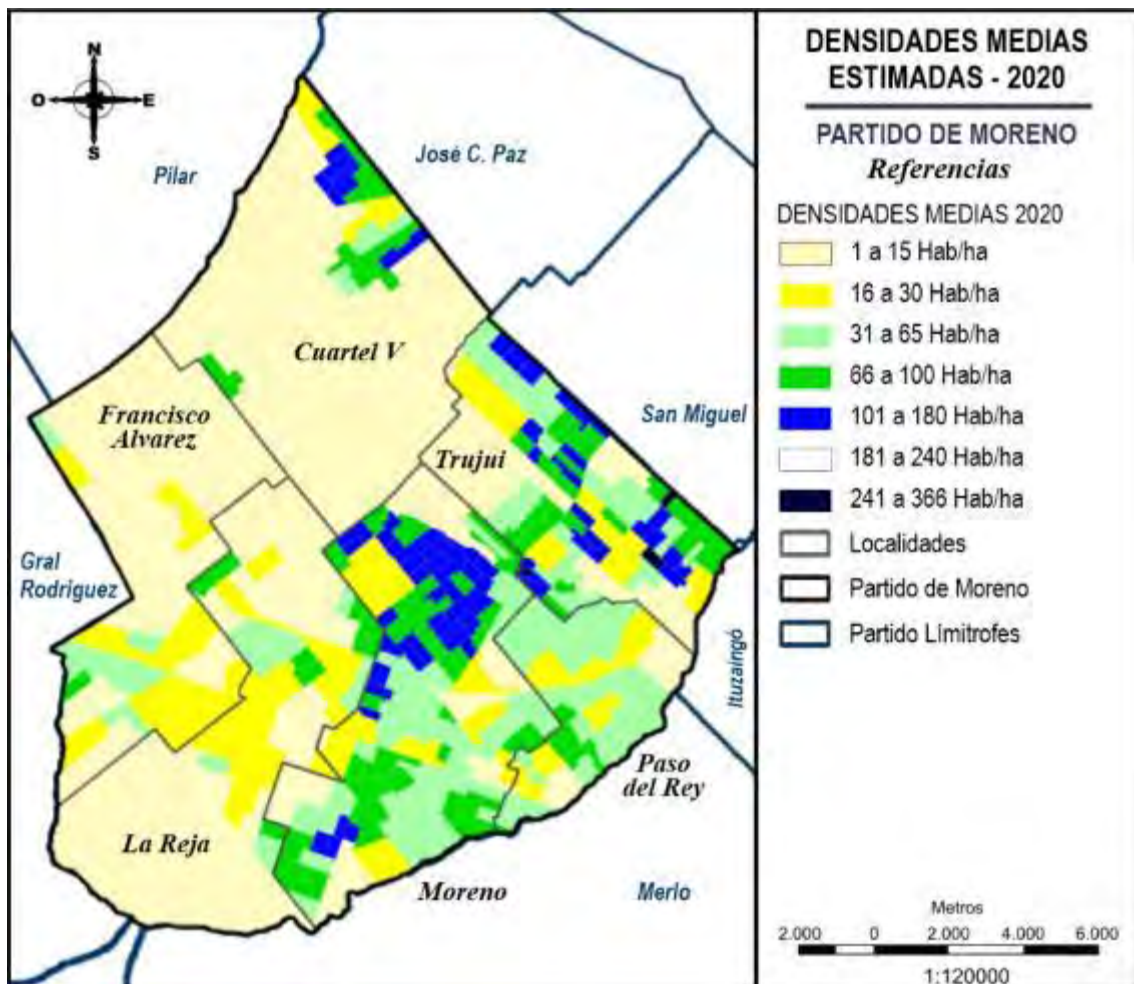 N
O
E
S
Pilar
José C. Paz
Cuartel V
Francisco
Alvarez
San Miguel
Trujui
Gral
Rodriguez
Ituzaingó
Paso
del Rey
La Reja
Moreno
Merlo
DENSIDADES MEDIAS
ESTIMADAS - 2020
PARTIDO DE MORENO
Referencias
DENSIDADES MEDIAS 2020
1 a 15 Hab/ha
16 a 30 Hab/ha
31 a 65 Hab/ha
66 a 100 Hab/ha
101 a 180 Hab/ha
181 a 240 Hab/ha
241 a 366 Hab/ha
Localidades
Partido de Moreno
Partido Límitrofes
Metros
2.000 0 2.000 4.000 6.000
1:120000